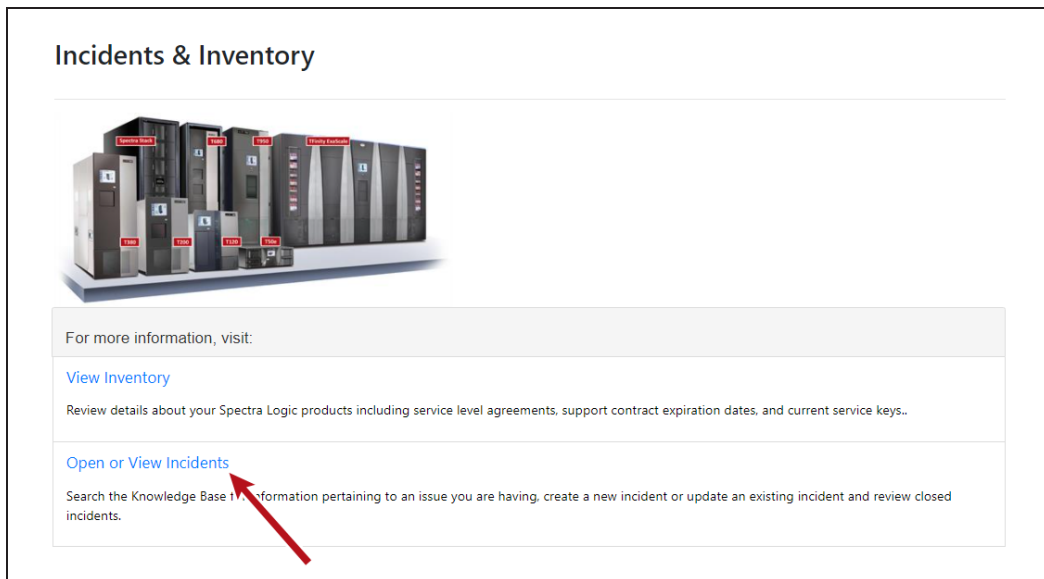 Incidents & Inventory
Spectra Stack
T680
T950
TFinity ExaScale
T380
T200
T120
T50e
For more information, visit:
View Inventory
Review details about your Spectra Logic products including service level agreements, support contract expiration dates, and current service keys..
Open or View Incidents
Search the Knowledge Base information pertaining to an issue you are having, create a new incident or update an existing incident and review closed
incidents.